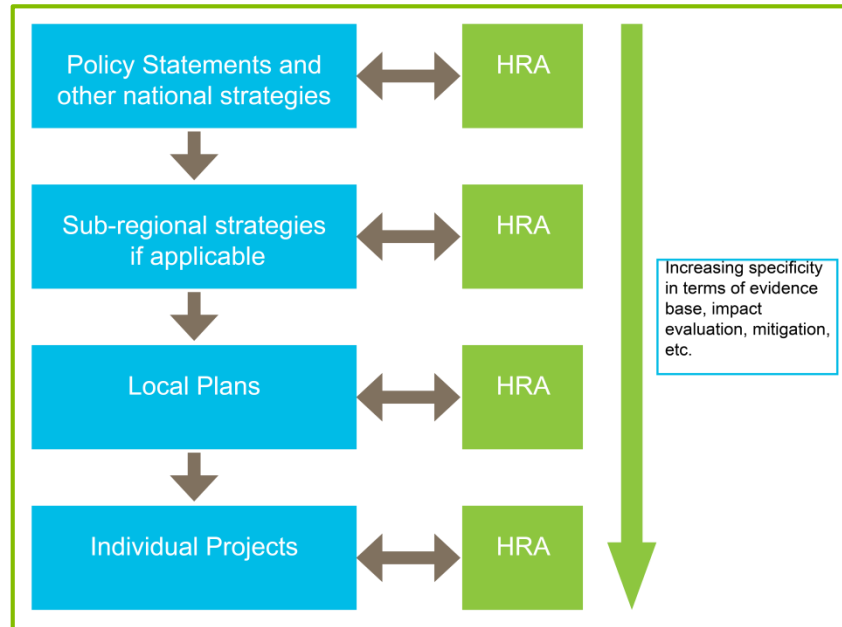 Policy Statements and
other national strategies
HRA
Sub-regional strategies
if applicable
HRA
Local Plans
HRA
Individual Projects
HRA
Increasing specificity
in terms of evidence
base, impact
evaluation, mitigation,
etc.